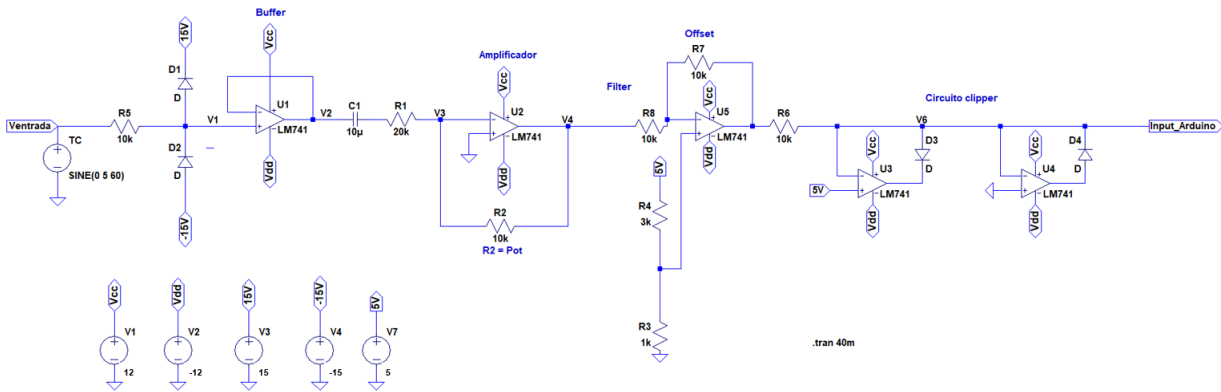 Buffer
15V
Vcc
D1
D
Ventrada
R5
10k
V1
U1
LM741
V2
C1
10µ
R1
20k
V3
Amplificador
Vcc
U2
LM741
V4
Filter
Offset
R7
10k
R8
10k
Vcc
U5
LM741
R6
10k
Circuito clipper
V6
Input_Arduino
TC
SINE(0 5 60)
D2
D
Vdd
-15V
Vdd
R2
10k
R2 = Pot
Vdd
5V
R4
3k
R3
1k
Vcc
U3
LM741
5V
D3
D
Vdd
Vcc
U4
LM741
D4
D
Vdd
Vcc
V1
12
Vdd
V2
-12
15V
V3
15
-15V
V4
-15
5V
V7
5
.tran 40m